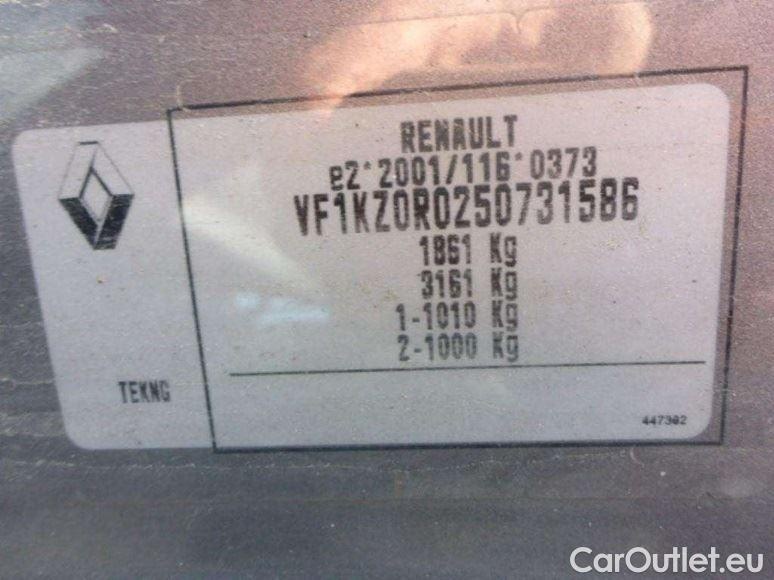 RENAULT
e2*2001/116*0373
VF1KZ0R0250731586
1861 Kg
3161 Kg
1-1010 Kg
2-1000 Kg
TEKNG
447302
CarOutlet.eu